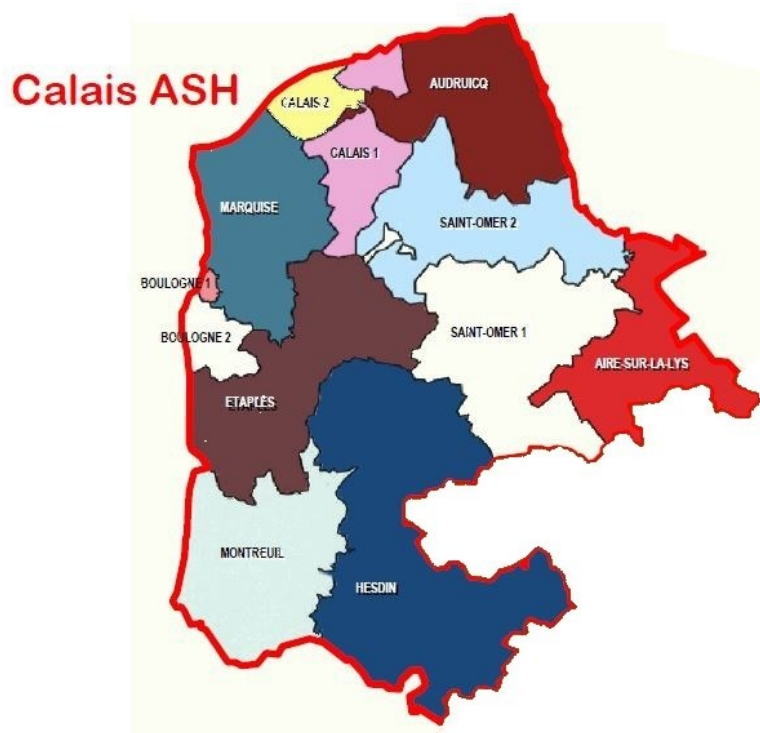 Calais ASH
AUDRUICQ
CALAIS 2
CALAIS 1
MARQUISE
SAINT-OMER 2
BOULOGNE 1
BOULOGNE 2
SAINT-OMER 1
AIRE-SUR-LA-LYS
ETAPLES
MONTREUIL
HESDIN